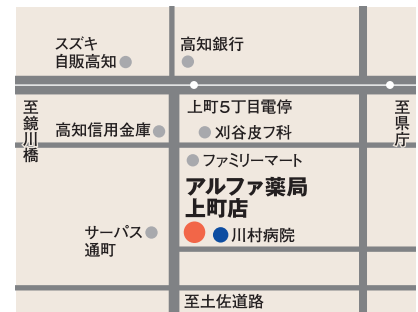 スズキ
自販高知
高知銀行
至鏡川橋
上町5丁目電停
至県庁
高知信用金庫
刈谷皮フ科
ファミリーマート
アルファ薬局
上町店
サーパス
通町
川村病院
至土佐道路